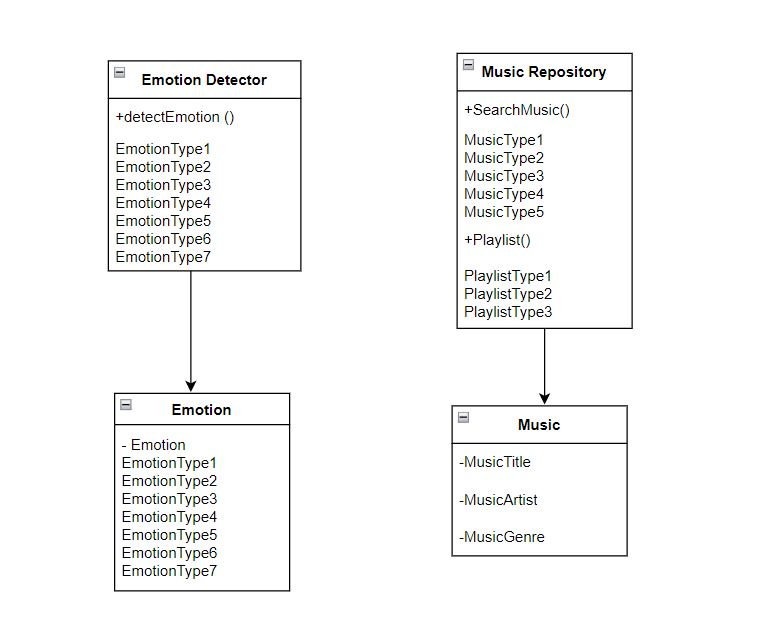 Emotion Detector
+detectEmotion ()
EmotionType1
EmotionType2
EmotionType3
EmotionType4
EmotionType5
EmotionType6
EmotionType7
Music Repository
+SearchMusic()
MusicType1
MusicType2
MusicType3
MusicType4
MusicType5
+Playlist()
PlaylistType1
PlaylistType2
PlaylistType3
Emotion
- Emotion
EmotionType1
EmotionType2
EmotionType3
EmotionType4
EmotionType5
EmotionType6
EmotionType7
Music
-MusicTitle
-MusicArtist
-MusicGenre